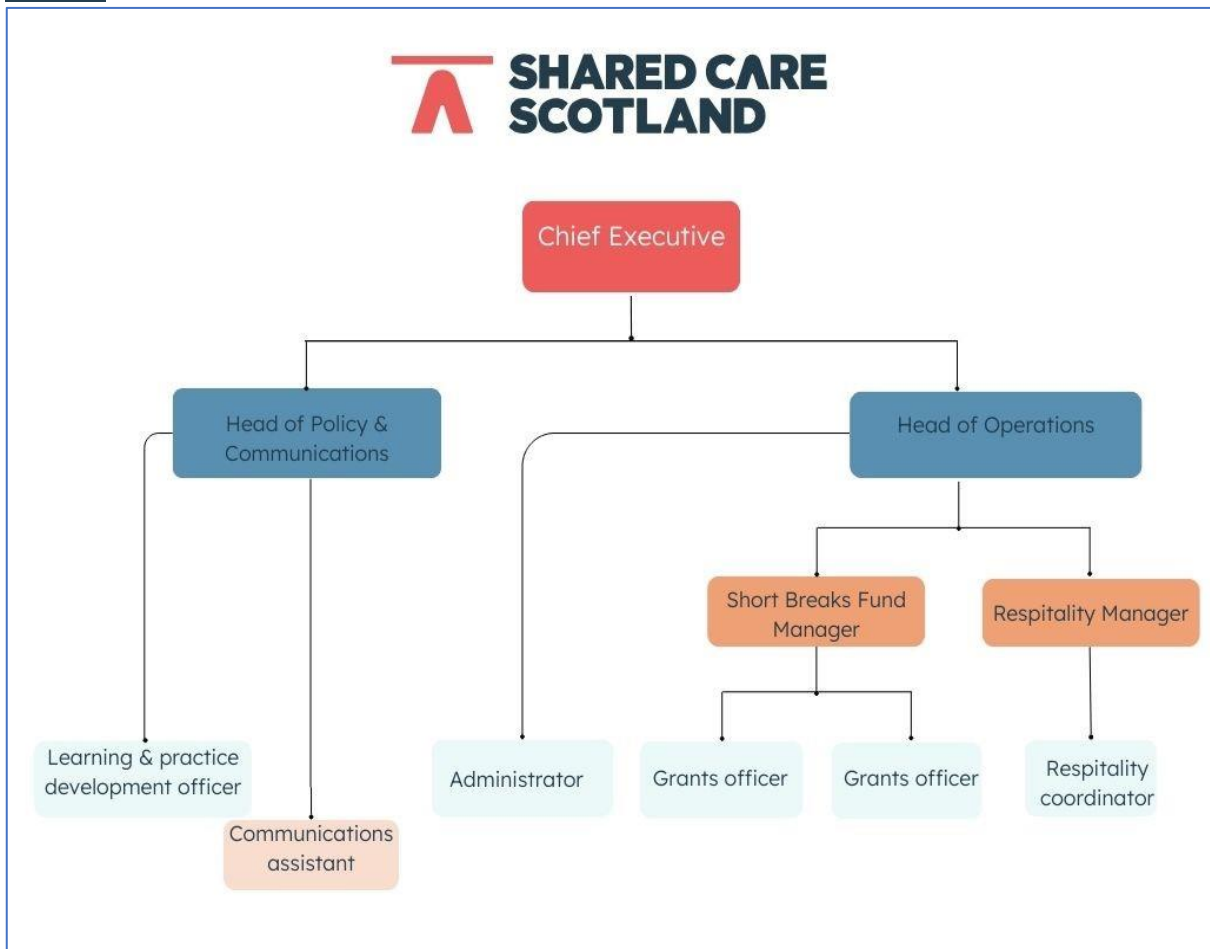 SHARED CARE
SCOTLAND
Chief Executive
Head of Policy &
Communications
Head of Operations
Short Breaks Fund
Manager
Respitality Manager
Learning & practice
development officer
Administrator
Grants officer
Grants officer
Respitality
coordinator
Communications
assistant